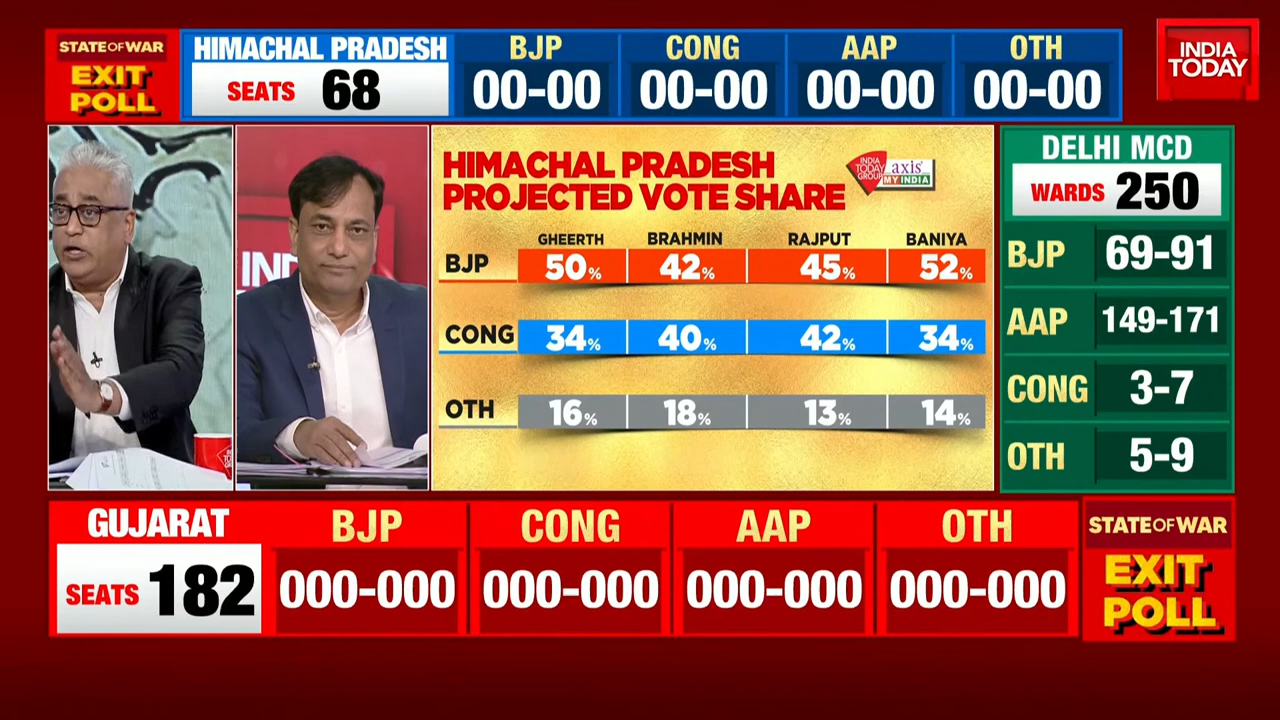 STATE OF WAR
EXIT
POLL
HIMACHAL PRADESH
SEATS 68
BJP CONG AAP OTH
00-00 00-00 00-00 00-00
INDIA
TODAY
HIMACHAL PRADESH
PROJECTED VOTE SHARE
INDIA
TODAY
GROUP
axis
MY INDIA
GHEERTH BRAHMIN RAJPUT BANIYA
BJP 50% 42% 45% 52%
CONG 34% 40% 42% 34%
OTH 16% 18% 13% 14%
DELHI MCD
WARDS 250
BJP 69-91
AAP 149-171
CONG 3-7
OTH 5-9
IND
GUJARAT
SEATS 182
BJP CONG AAP OTH
000-000 000-000 000-000 000-000
STATE OF WAR
EXIT
POLL